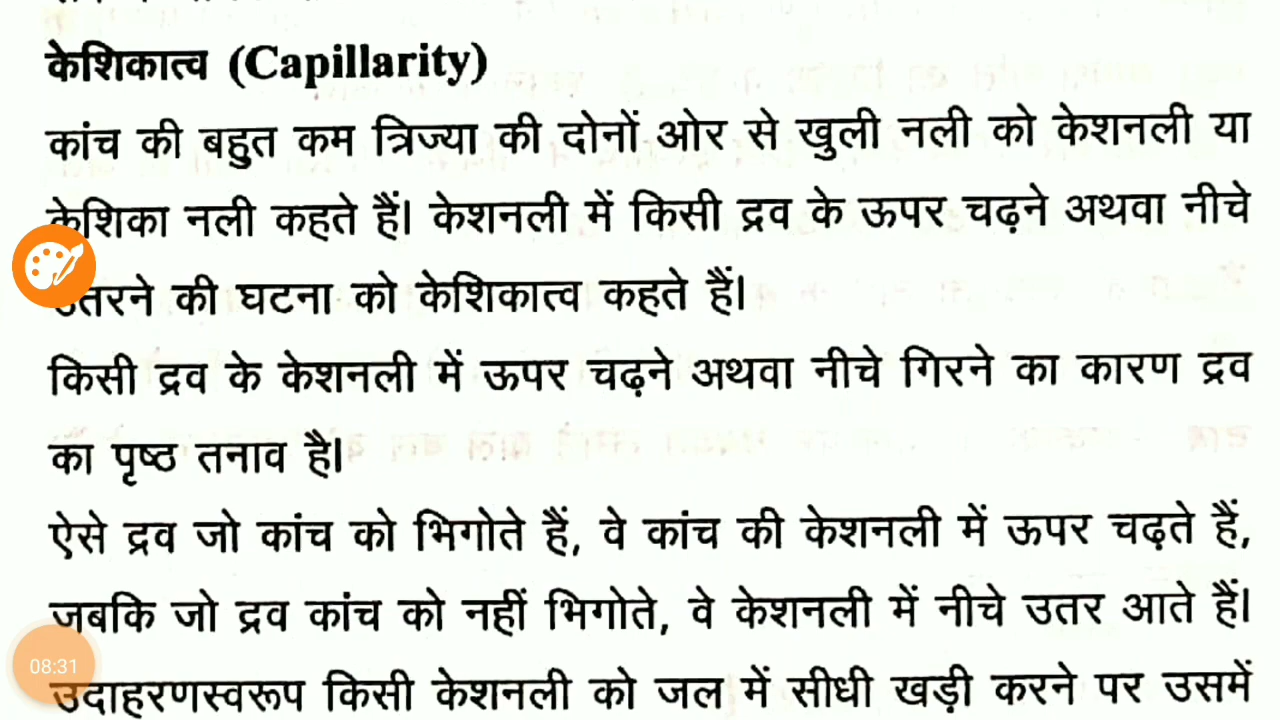 केशिकात्व (Capillarity)
कांच की बहुत कम त्रिज्या की दोनों ओर से खुली नली को केशनली या
केशिका नली कहते हैं। केशनली में किसी द्रव के ऊपर चढ़ने अथवा नीचे
उतरने की घटना को केशिकात्व कहते हैं।
किसी द्रव के केशनली में ऊपर चढ़ने अथवा नीचे गिरने का कारण द्रव
का पृष्ठ तनाव है।
ऐसे द्रव जो कांच को भिगोते हैं, वे कांच की केशनली में ऊपर चढ़ते हैं,
जबकि जो द्रव कांच को नहीं भिगोते, वे केशनली में नीचे उतर आते हैं।
08:31
उदाहरणस्वरूप किसी केशनली को जल में सीधी खड़ी करने पर उसमें